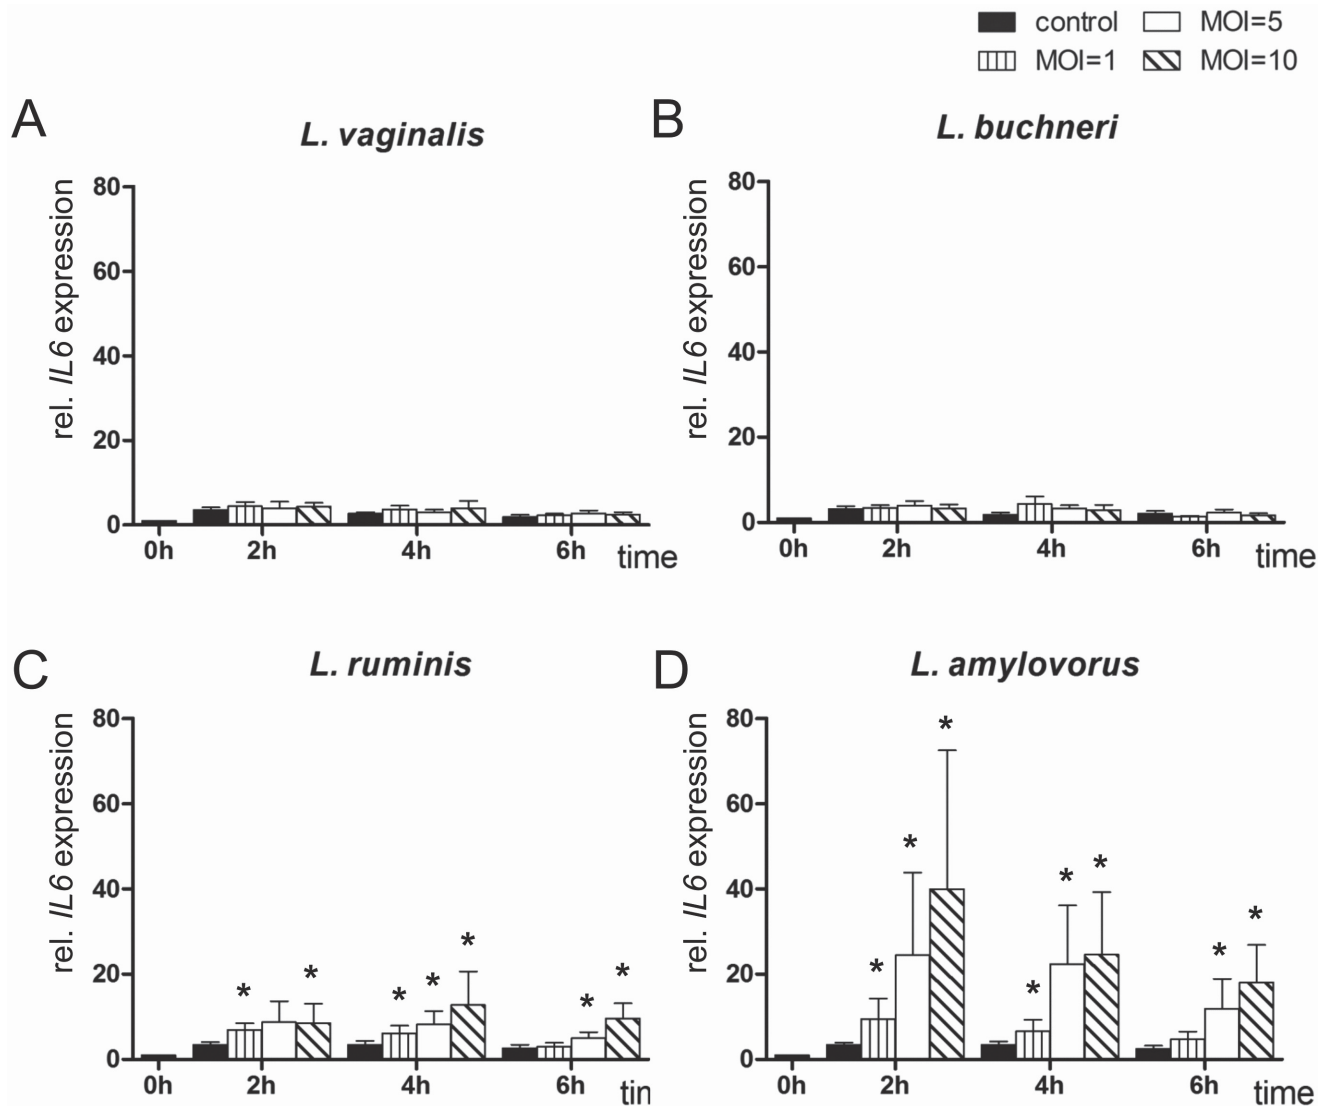 control MOI=5
MOI=1 MOI=10
A
L. vaginalis
rel. IL6 expression
80
60
40
20
0
0h 2h 4h 6h time
B
L. buchneri
rel. IL6 expression
80
60
40
20
0
0h 2h 4h 6h time
C
L. ruminis
rel. IL6 expression
80
60
40
20
0
* * * * * * *
0h 2h 4h 6h tin
D
L. amylovorus
rel. IL6 expression
80
60
40
20
0
* * * * * * * *
0h 2h 4h 6h time